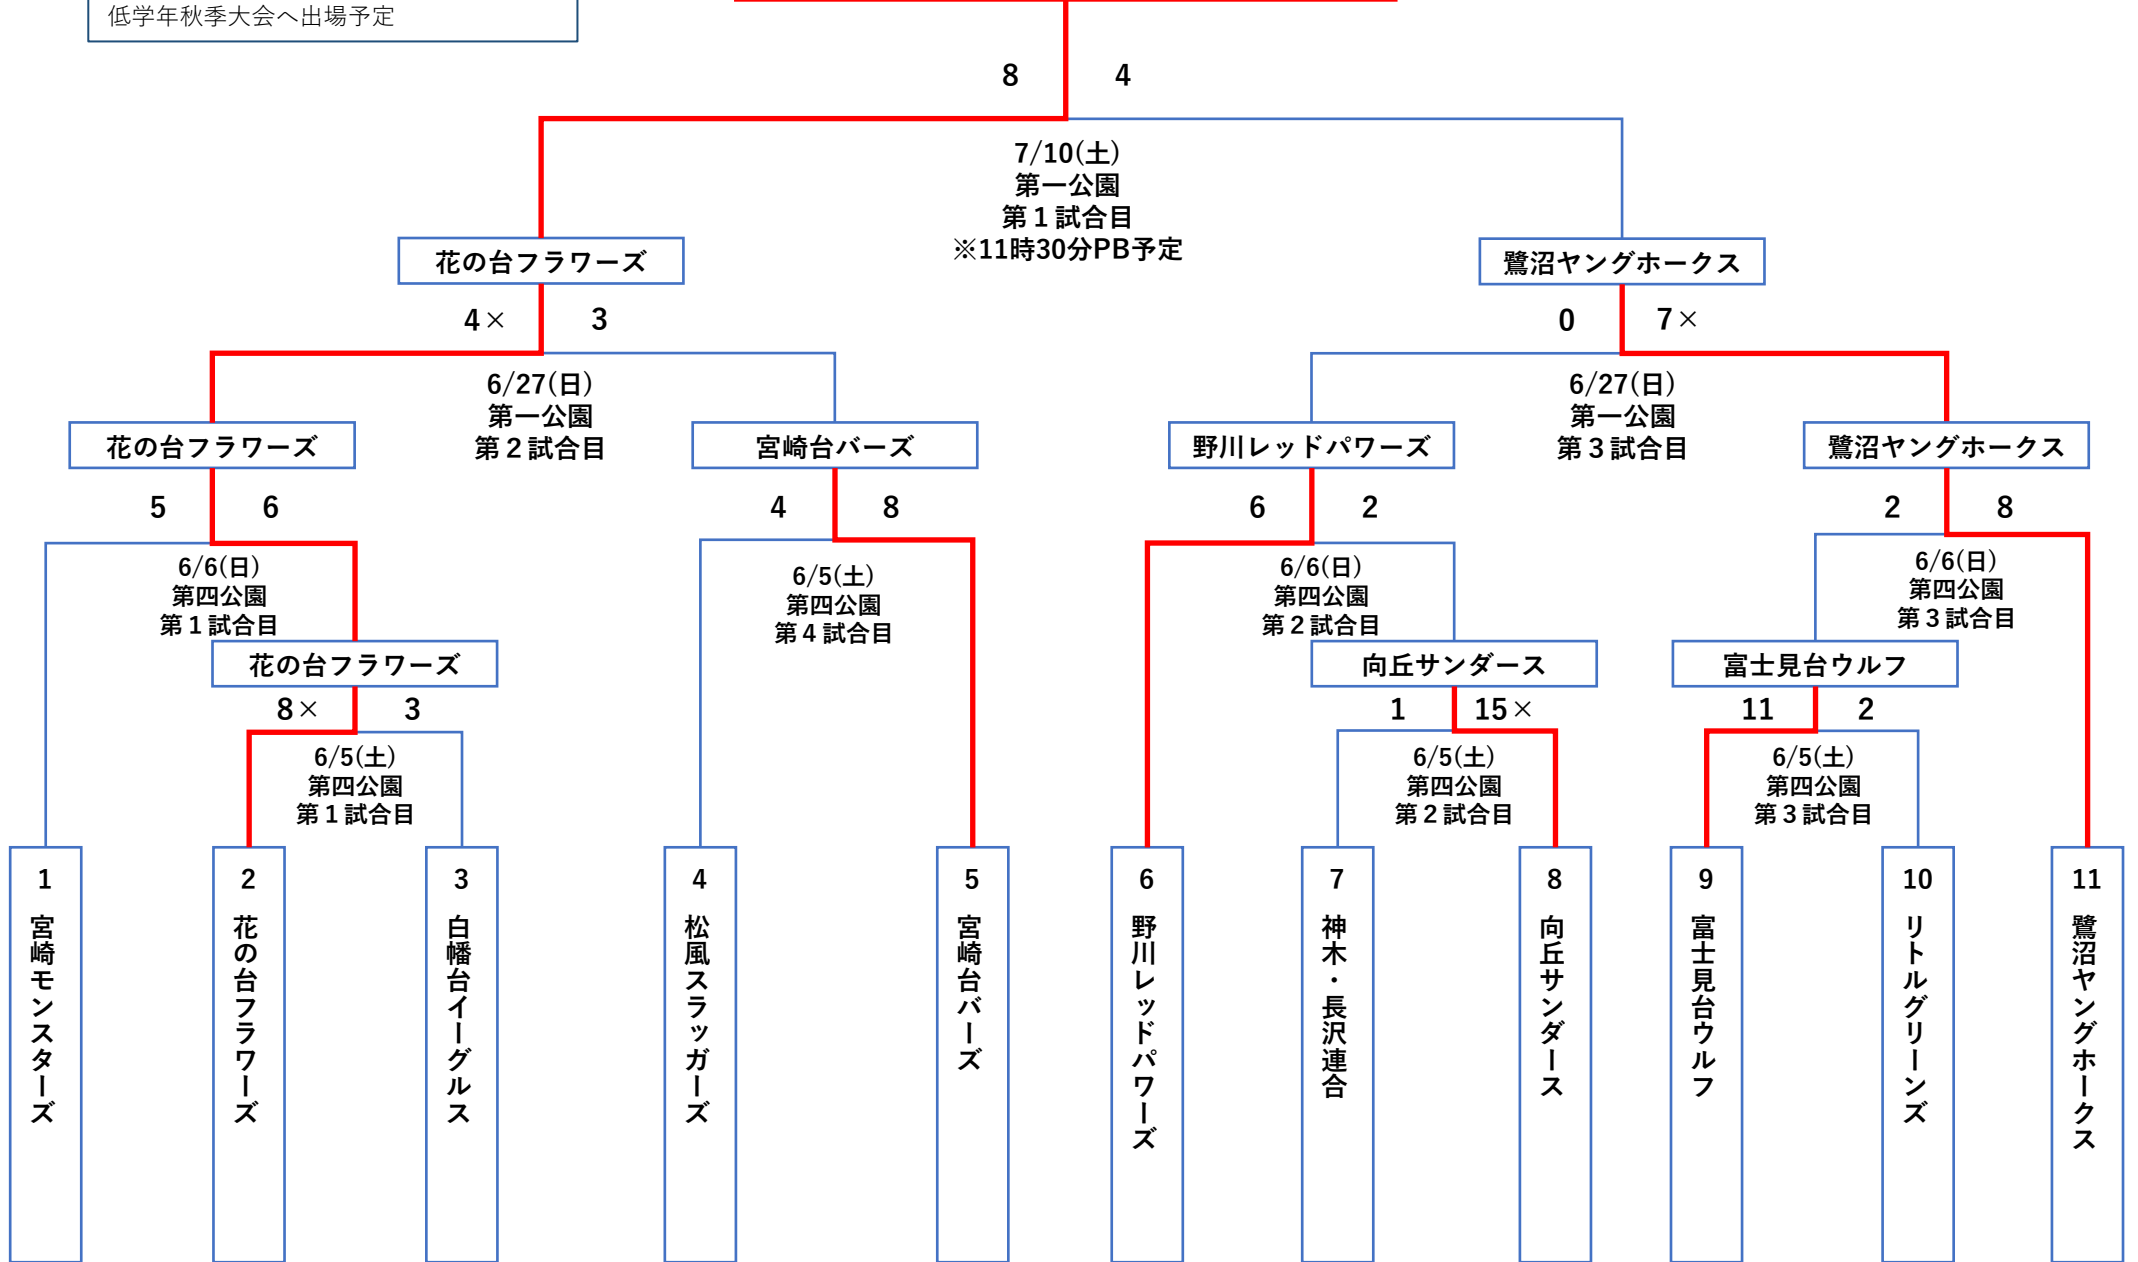 低学年秋季大会へ出場予定
8 4
7/10(土)
第一公園
第１試合目
※11時30分PB予定
花の台フラワーズ
鷺沼ヤングホークス
4× 3
0 7×
6/27(日)
第一公園
第２試合目
6/27(日)
第一公園
第３試合目
花の台フラワーズ
宮崎台バーズ
野川レッドパワーズ
鷺沼ヤングホークス
5 6
4 8
6 2
2 8
6/6(日)
第四公園
第１試合目
6/5(土)
第四公園
第４試合目
6/6(日)
第四公園
第２試合目
6/6(日)
第四公園
第３試合目
花の台フラワーズ
向丘サンダース
富士見台ウルフ
8× 3
1 15×
11 2
6/5(土)
第四公園
第１試合目
6/5(土)
第四公園
第２試合目
6/5(土)
第四公園
第３試合目
1 宮崎モンスターズ
2 花の台フラワーズ
3 白幡台イーグルス
4 松風スラッガーズ
5 宮崎台バーズ
6 野川レッドパワーズ
7 神木・長沢連合
8 向丘サンダース
9 富士見台ウルフ
10 リトルグリーンズ
11 鷺沼ヤングホークス